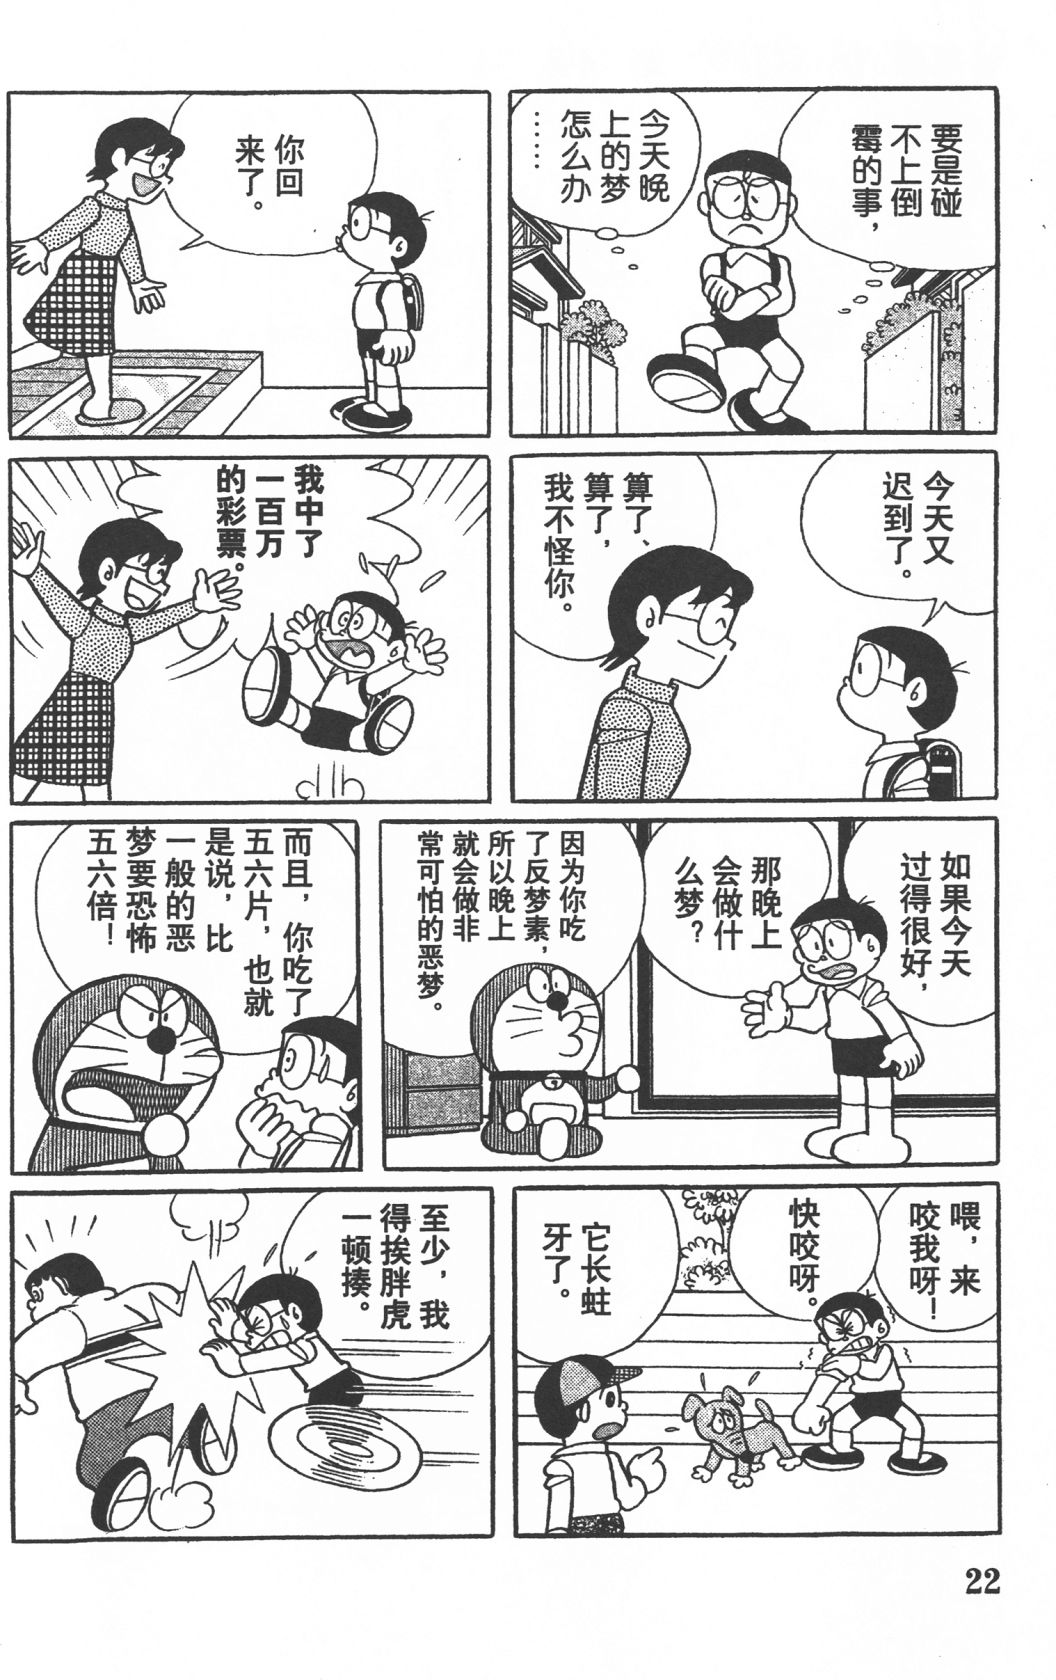 要是碰
不上倒
霉的事，
今天晚
上的梦
怎么办
……
你回
来了。
今天又
迟到了。
算了、
算了，
我不怪你。
我中了
一百万
的彩票。
如果今天
过得很好，
那晚上
会做什
么梦？
因为你吃
了反梦素，
所以晚上
就会做非
常可怕的恶梦。
而且，你吃了
五六片，也就
是说，比
一般的恶
梦要恐怖
五六倍！
喂，来
咬我呀！
快咬呀。
它长蛀
牙了。
至少，我
得挨胖虎
一顿揍。
22